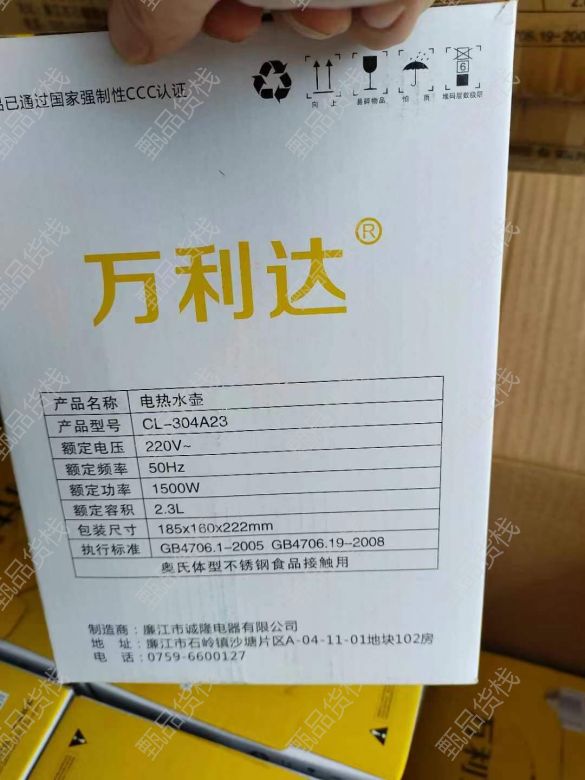 品已通过国家强制性CCC认证
向 上
易碎物品
怕 湿
6
堆码层数极限
万利达®
产品名称 电热水壶
产品型号 CL-304A23
额定电压 220V~
额定频率 50Hz
额定功率 1500W
额定容积 2.3L
包装尺寸 185x160x222mm
执行标准 GB4706.1-2005 GB4706.19-2008
奥氏体型不锈钢食品接触用
制造商：廉江市诚隆电器有限公司
地 址：廉江市石岭镇沙塘片区A-04-11-01地块102房
电 话：0759-6600127
万利达
甄品货栈